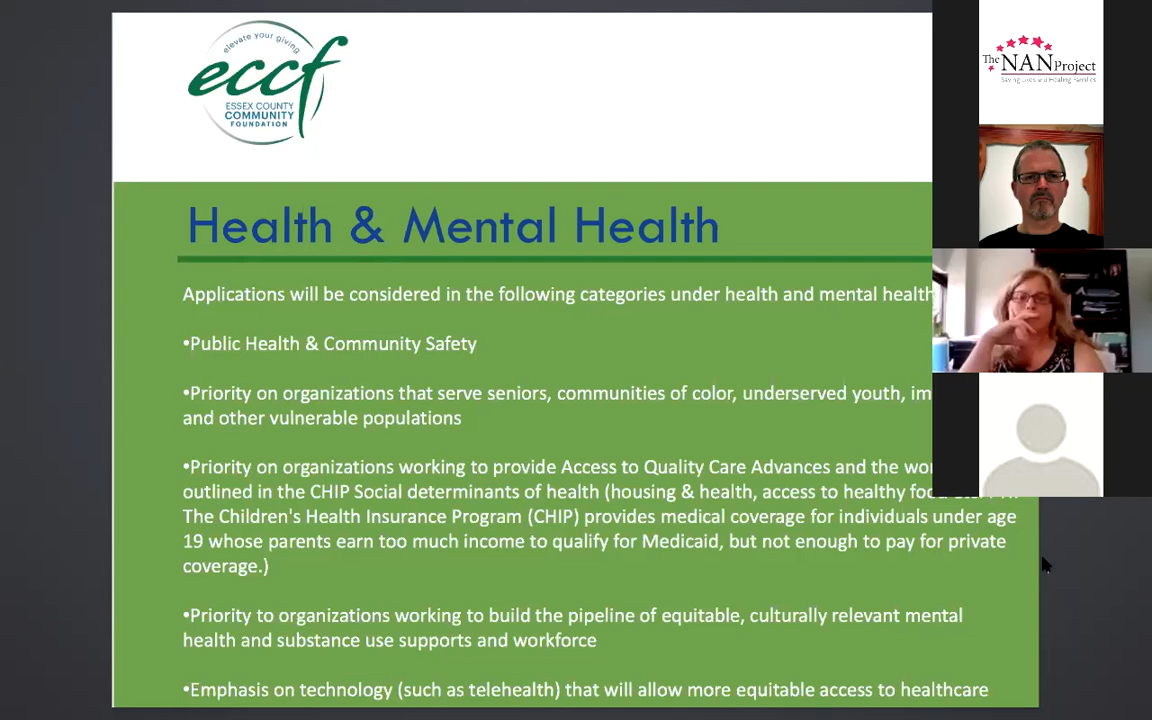 elevate your giving
eccf
ESSEX COUNTY
COMMUNITY
FOUNDATION
The NAN Project
Saving Lives and Healing Families
Health & Mental Health
Applications will be considered in the following categories under health and mental health
•Public Health & Community Safety
•Priority on organizations that serve seniors, communities of color, underserved youth, im
and other vulnerable populations
•Priority on organizations working to provide Access to Quality Care Advances and the wor
outlined in the CHIP Social determinants of health (housing & health, access to healthy
The Children's Health Insurance Program (CHIP) provides medical coverage for individuals under age
19 whose parents earn too much income to qualify for Medicaid, but not enough to pay for private
coverage.)
•Priority to organizations working to build the pipeline of equitable, culturally relevant mental
health and substance use supports and workforce
•Emphasis on technology (such as telehealth) that will allow more equitable access to healthcare